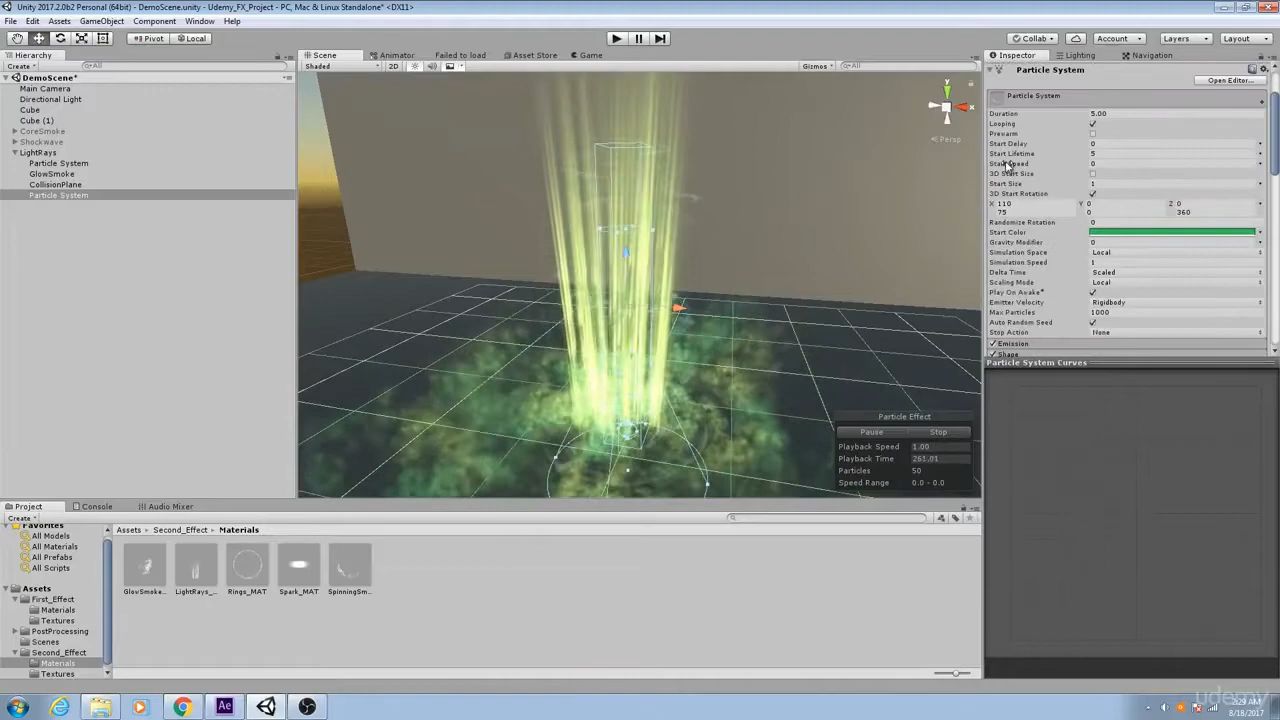 Unity 2017.2.0b2 Personal (64bit) - DemoScene.unity - Udemy_FX_Project - PC, Mac & Linux Standalone* <DX11>
File Edit Assets GameObject Component Window Help
Pivot Local Collab Account Layers Layout
Hierarchy
Create All
DemoScene*
Main Camera
Directional Light
Cube
Cube (1)
CoreSmoke
Shockwave
LightRays
Particle System
GlowSmoke
CollisionPlane
Particle System
Scene Animator Failed to load Asset Store Game
Shaded 2D Gizmos All
y
Persp
Particle Effect
Pause Stop
Playback Speed 1.00
Playback Time 261.01
Particles 50
Speed Range 0.0 - 0.0
Inspector Lighting Navigation
Particle System
Open Editor...
Particle System
Duration 5.00
Looping
Prewarm
Start Delay 0
Start Lifetime 5
Start Speed 0
3D Start Size
Start Size 1
3D Start Rotation
X 110 Y 0 Z 0
75 0 360
Randomize Rotation 0
Start Color
Gravity Modifier 0
Simulation Space Local
Simulation Speed 1
Delta Time Scaled
Scaling Mode Local
Play On Awake*
Emitter Velocity Rigidbody
Max Particles 1000
Auto Random Seed
Stop Action None
Emission
Shape
Particle System Curves
Project Console Audio Mixer
Create
Favorites
All Models
All Materials
All Prefabs
All Scripts
Assets
First_Effect
Materials
Textures
PostProcessing
Scenes
Second_Effect
Materials
Textures
Assets Second_Effect Materials
GlowSmoke... LightRays_... Rings_MAT Spark_MAT SpinningSm...
udemy
2:29 AM
8/18/2017